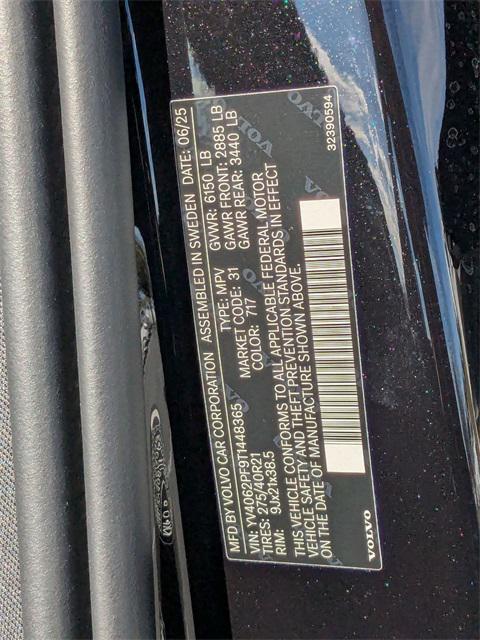 MFD BY VOLVO CAR CORPORATION ASSEMBLED IN SWEDEN DATE: 06/25
VIN: YV4062PF9T1448365 TYPE: MPV GVWR: 6150 LB
TIRES: 275/40R21 MARKET CODE: 31 GAWR FRONT: 2885 LB
RIM: 9Jx21x38.5 COLOR: 717 GAWR REAR: 3440 LB
THIS VEHICLE CONFORMS TO ALL APPLICABLE FEDERAL MOTOR
VEHICLE SAFETY AND THEFT PREVENTION STANDARDS IN EFFECT
ON THE DATE OF MANUFACTURE SHOWN ABOVE.
VOLVO
32390594